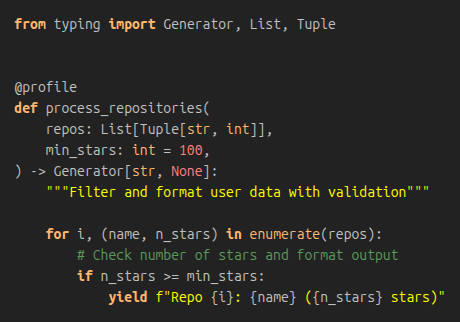 from typing import Generator, List, Tuple
@profile
def process_repositories(
    repos: List[Tuple[str, int]],
    min_stars: int = 100,
) -> Generator[str, None]:
    """Filter and format user data with validation"""
    for i, (name, n_stars) in enumerate(repos):
        # Check number of stars and format output
        if n_stars >= min_stars:
            yield f"Repo {i}: {name} ({n_stars} stars)"